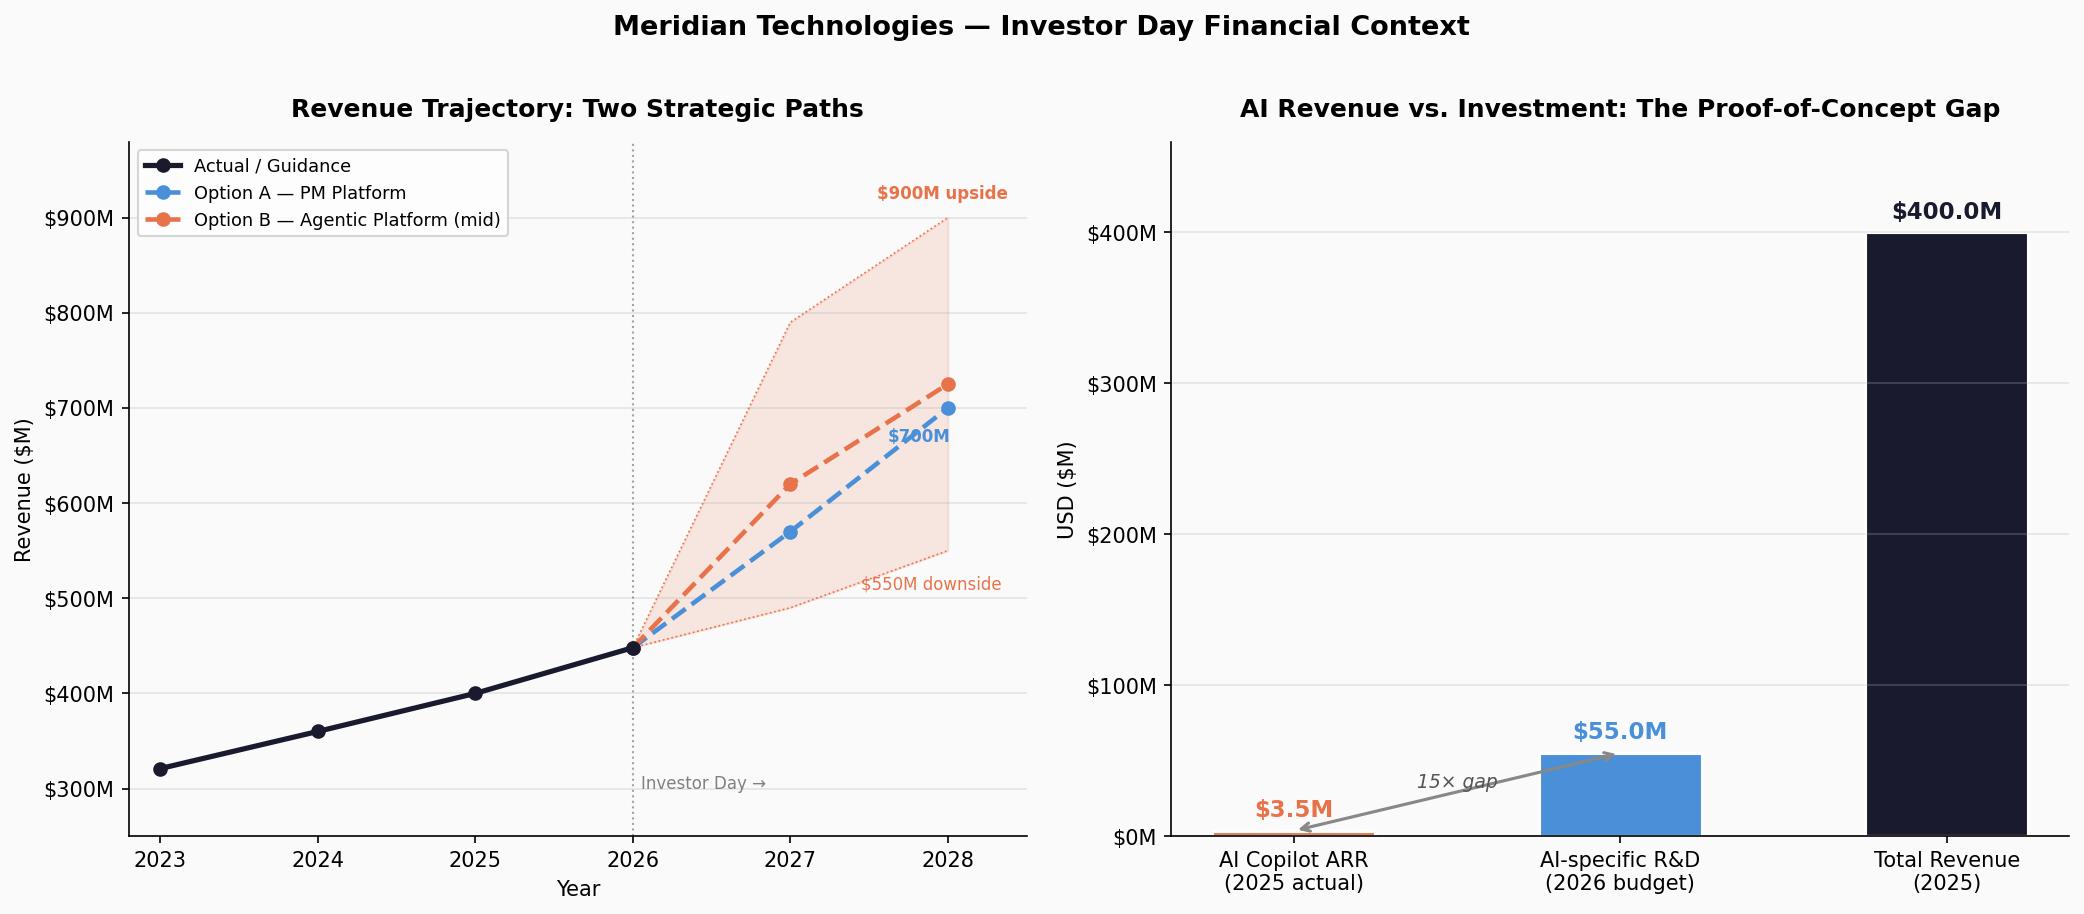 Meridian Technologies — Investor Day Financial Context
Revenue Trajectory: Two Strategic Paths
Actual / Guidance
Option A — PM Platform
Option B — Agentic Platform (mid)
$900M upside
$700M
$550M downside
Investor Day →
Revenue ($M)
$900M
$800M
$700M
$600M
$500M
$400M
$300M
2023 2024 2025 2026 2027 2028
Year
AI Revenue vs. Investment: The Proof-of-Concept Gap
USD ($M)
$400M
$300M
$200M
$100M
$0M
$3.5M
15× gap
$55.0M
$400.0M
AI Copilot ARR
(2025 actual)
AI-specific R&D
(2026 budget)
Total Revenue
(2025)